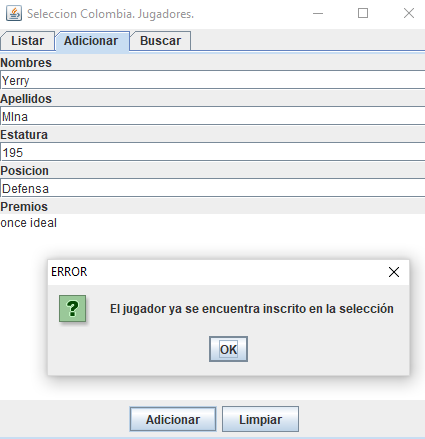 Seleccion Colombia. Jugadores.
Listar Adicionar Buscar
Nombres
Yerry
Apellidos
MIna
Estatura
195
Posicion
Defensa
Premios
once ideal
ERROR
? El jugador ya se encuentra inscrito en la selección
OK
Adicionar Limpiar